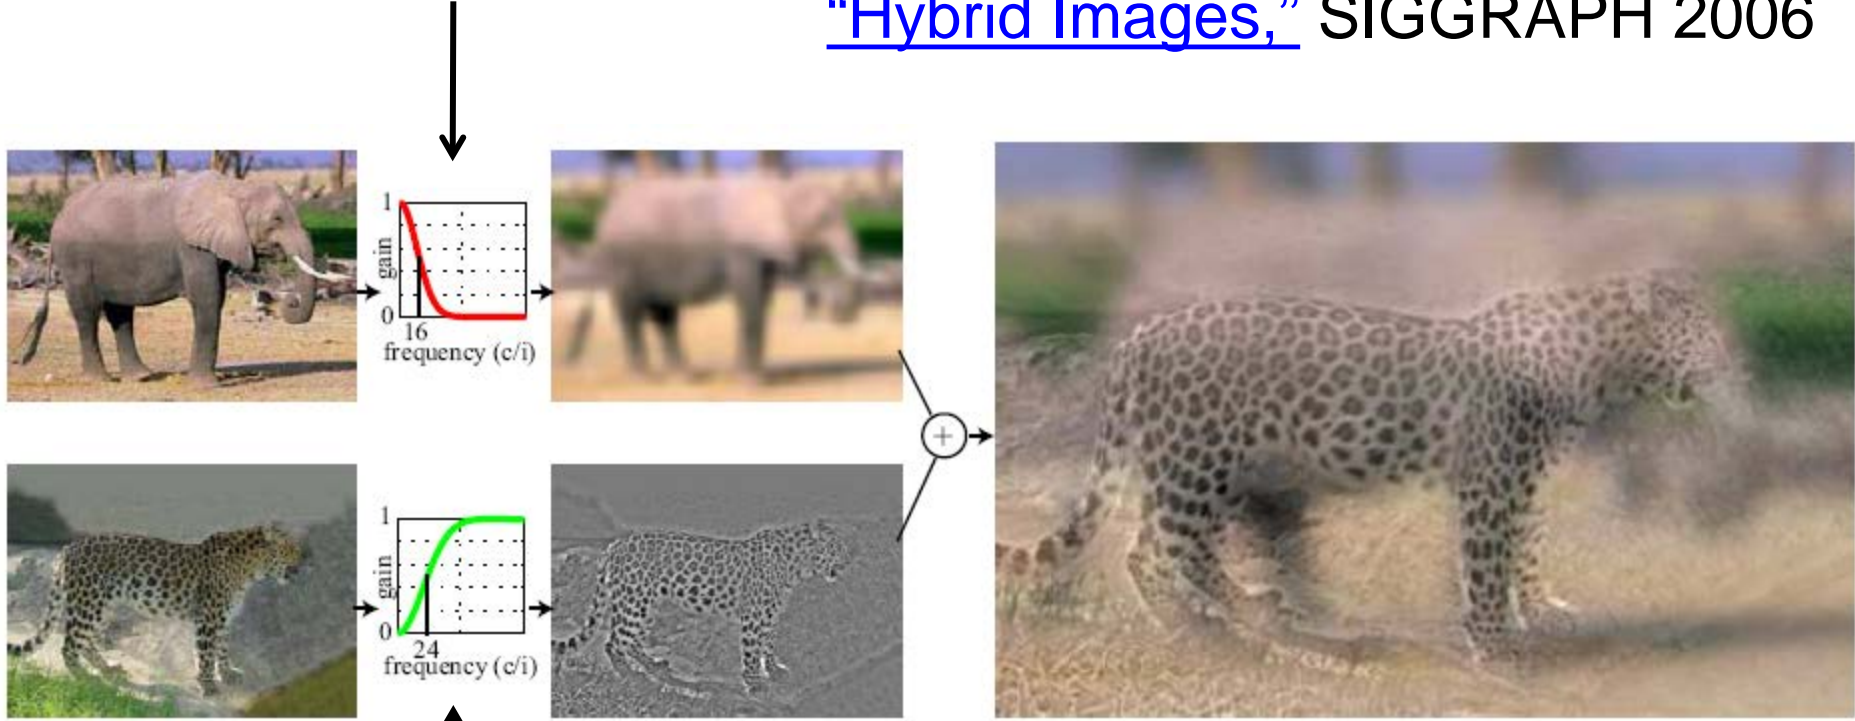 "Hybrid Images," SIGGRAPH 2006
1
gain
0
16
frequency (c/i)
+
1
gain
0
24
frequency (c/i)